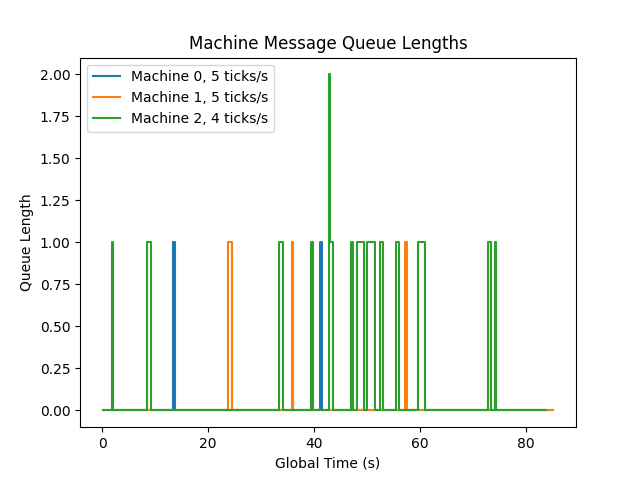 Machine Message Queue Lengths
Machine 0, 5 ticks/s
Machine 1, 5 ticks/s
Machine 2, 4 ticks/s
Queue Length
2.00
1.75
1.50
1.25
1.00
0.75
0.50
0.25
0.00
0 20 40 60 80
Global Time (s)